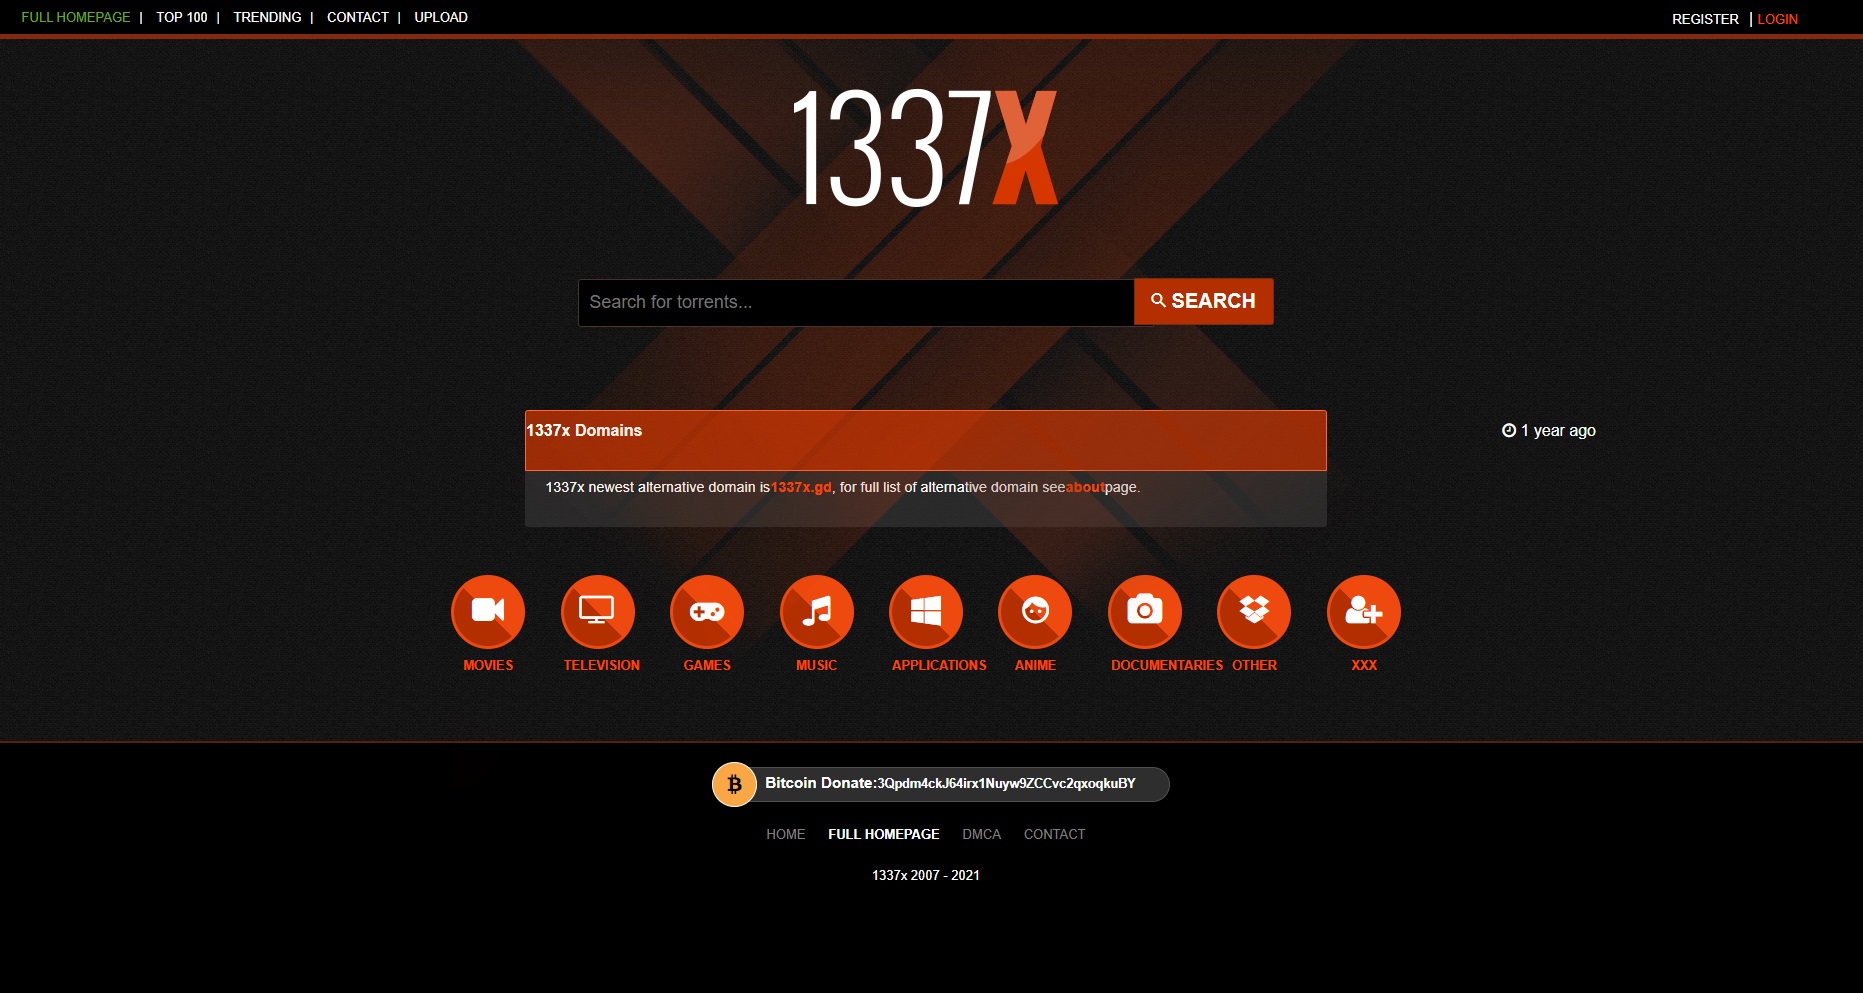 FULL HOMEPAGE | TOP 100 | TRENDING | CONTACT | UPLOAD
REGISTER | LOGIN
1337X
Search for torrents...
SEARCH
1337x Domains
1 year ago
1337x newest alternative domain is1337x.gd, for full list of alternative domain seeaboutpage.
MOVIES TELEVISION GAMES MUSIC APPLICATIONS ANIME DOCUMENTARIES OTHER XXX
Bitcoin Donate:3Qpdm4ckJ64irx1Nuyw9ZCCvc2qxoqkuBY
HOME FULL HOMEPAGE DMCA CONTACT
1337x 2007 - 2021